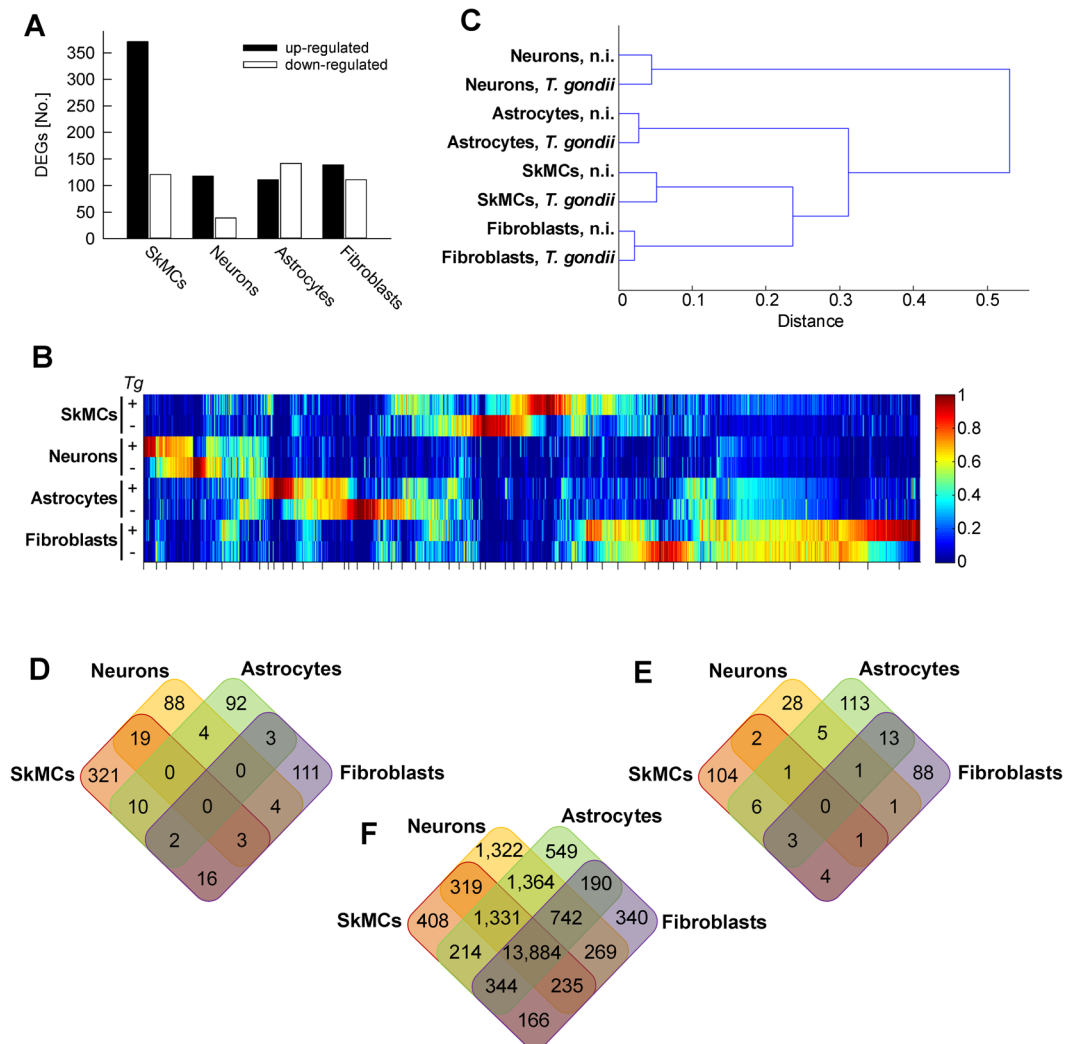 A
DEGs [No.]
350
300
250
200
150
100
50
0
up-regulated
down-regulated
SkMCs
Neurons
Astrocytes
Fibroblasts
C
Neurons, n.i.
Neurons, T. gondii
Astrocytes, n.i.
Astrocytes, T. gondii
SkMCs, n.i.
SkMCs, T. gondii
Fibroblasts, n.i.
Fibroblasts, T. gondii
0 0.1 0.2 0.3 0.4 0.5
Distance
B
Tg
SkMCs + -
Neurons + -
Astrocytes + -
Fibroblasts + -
1
0.8
0.6
0.4
0.2
0
D
Neurons
Astrocytes
SkMCs
Fibroblasts
88 92
19 4 3
321 0 0 111
10 0 4
2 3
16
E
Neurons
Astrocytes
SkMCs
Fibroblasts
28 113
2 5 13
104 1 1 88
6 0 1
3 1
4
F
Neurons
Astrocytes
SkMCs
Fibroblasts
1,322 549
319 1,364 190
408 1,331 742 340
214 13,884 269
344 235
166